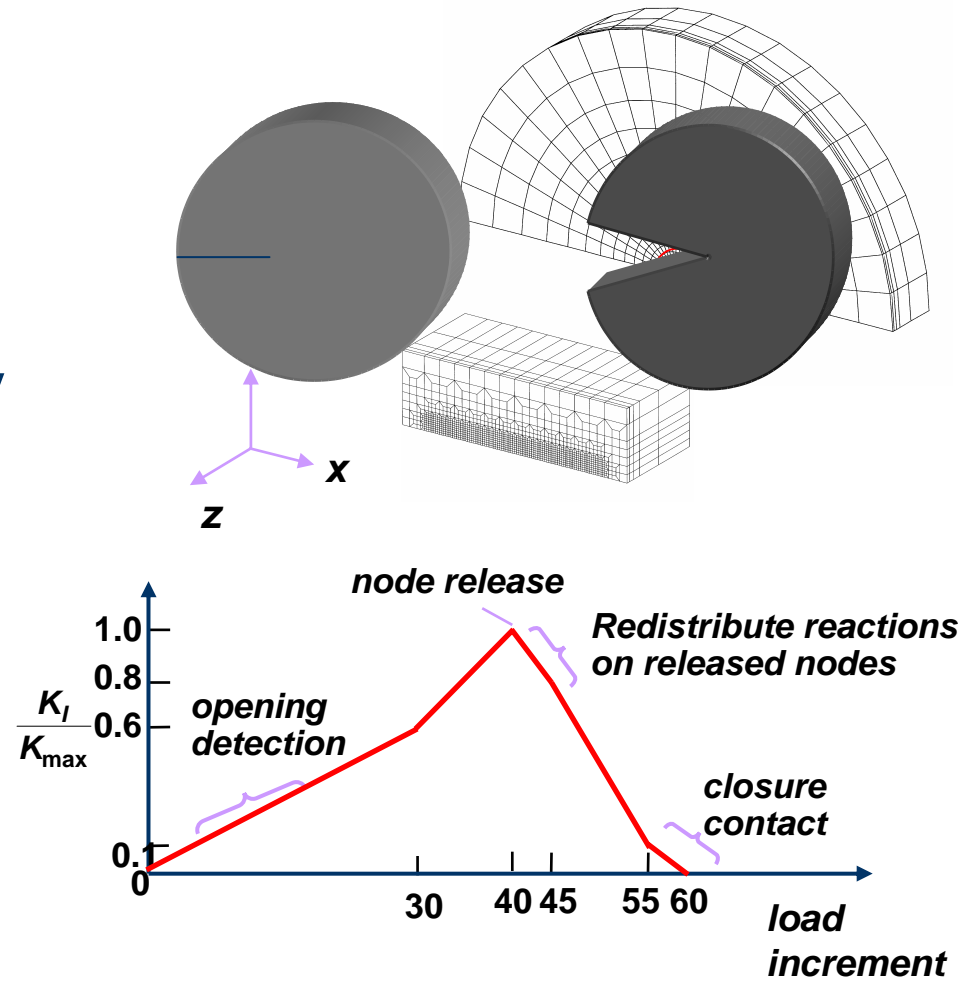 x
z
node release
1.0
Redistribute reactions
on released nodes
0.8
K_I
K_max
opening
detection
0.6
closure
contact
0.1
0
30
40
45
55
60
load
increment